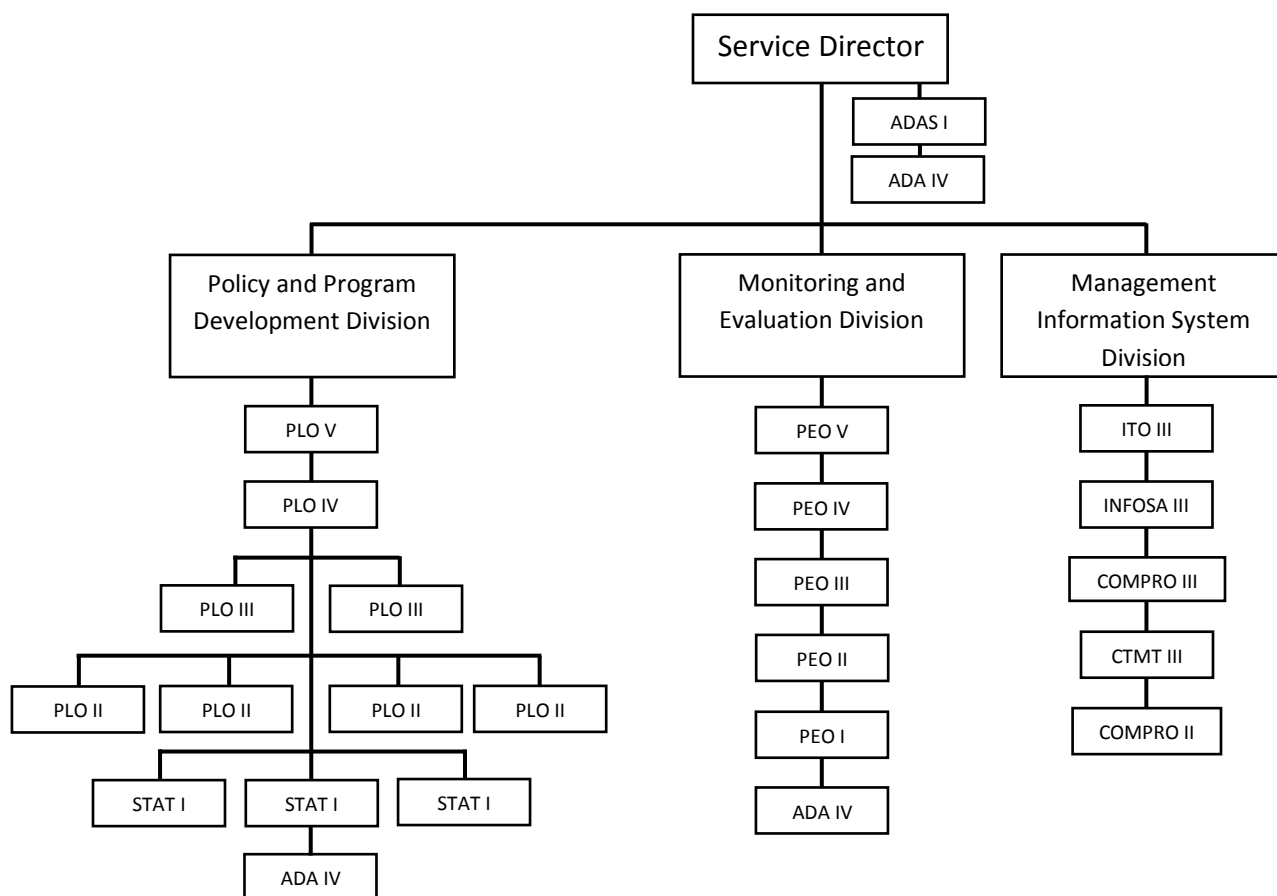 Service Director
ADAS I
ADA IV
Policy and Program
Development Division
Monitoring and
Evaluation Division
Management
Information System
Division
PLO V
PEO V
ITO III
PLO IV
PEO IV
INFOSA III
PLO III
PLO III
PEO III
COMPRO III
PEO II
CTMT III
PLO II
PLO II
PLO II
PLO II
PEO I
COMPRO II
STAT I
STAT I
STAT I
ADA IV
ADA IV